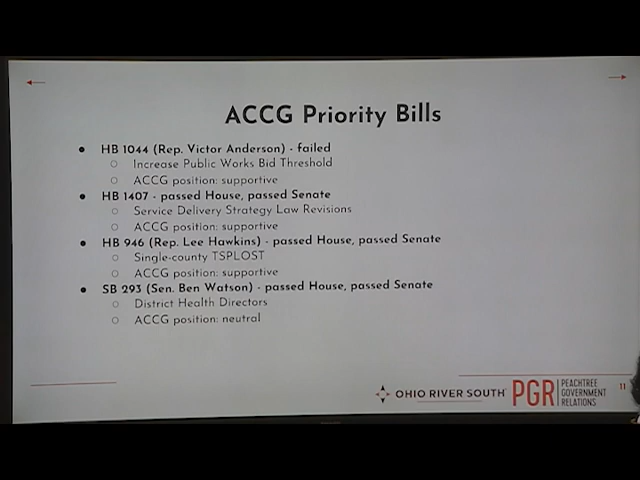 ACCG Priority Bills
● HB 1044 (Rep. Victor Anderson) - failed
○ Increase Public Works Bid Threshold
○ ACCG position: supportive
● HB 1407 - passed House, passed Senate
○ Service Delivery Strategy Law Revisions
○ ACCG position: supportive
● HB 946 (Rep. Lee Hawkins) - passed House, passed Senate
○ Single-county TSPLOST
○ ACCG position: supportive
● SB 293 (Sen. Ben Watson) - passed House, passed Senate
○ District Health Directors
○ ACCG position: neutral
OHIO RIVER SOUTH
PGR
PEACHTREE
GOVERNMENT
RELATIONS
11